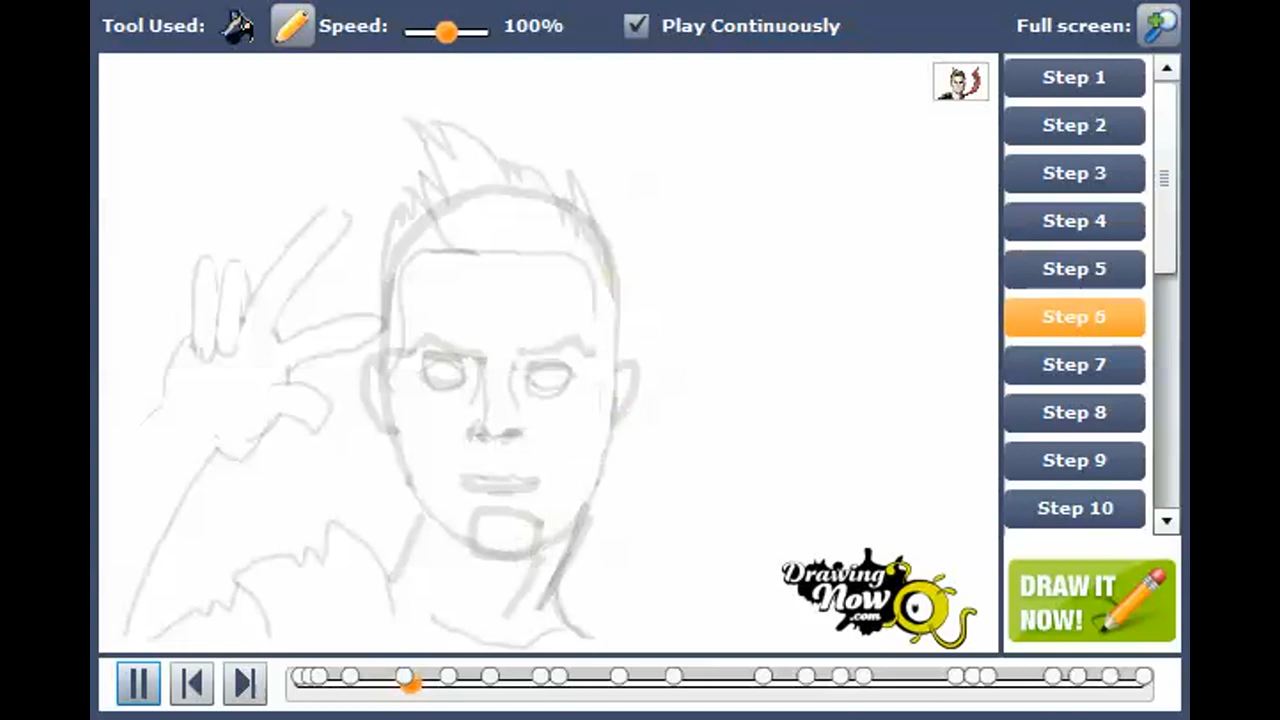 Tool Used: Speed: 100% Play Continuously Full screen:
Step 1
Step 2
Step 3
Step 4
Step 5
Step 6
Step 7
Step 8
Step 9
Step 10
Drawing
Now
.com
DRAW IT
NOW!